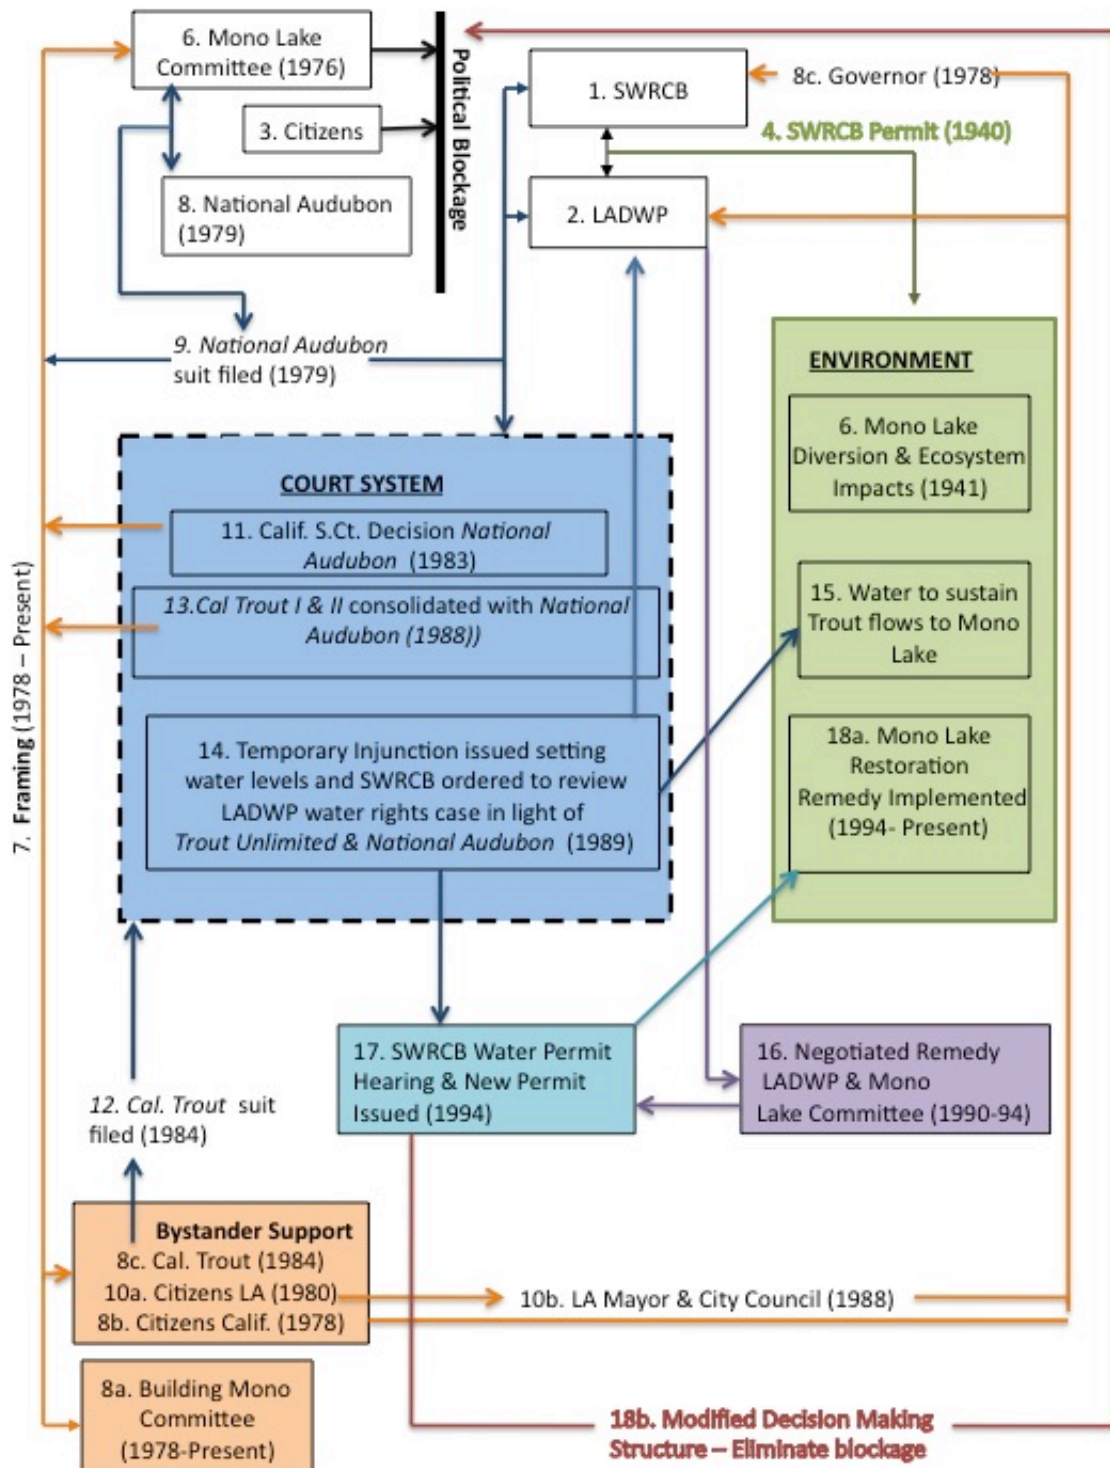 6. Mono Lake
Committee (1976)
3. Citizens
8. National Audubon
(1979)
Political Blockage
1. SWRCB
8c. Governor (1978)
4. SWRCB Permit (1940)
2. LADWP
9. National Audubon
suit filed (1979)
ENVIRONMENT
6. Mono Lake
Diversion & Ecosystem
Impacts (1941)
15. Water to sustain
Trout flows to Mono
Lake
18a. Mono Lake
Restoration
Remedy Implemented
(1994- Present)
COURT SYSTEM
11. Calif. S.Ct. Decision National
Audubon (1983)
13.Cal Trout I & II consolidated with National
Audubon (1988))
14. Temporary Injunction issued setting
water levels and SWRCB ordered to review
LADWP water rights case in light of
Trout Unlimited & National Audubon (1989)
7. Framing (1978 – Present)
12. Cal. Trout suit
filed (1984)
17. SWRCB Water Permit
Hearing & New Permit
Issued (1994)
16. Negotiated Remedy
LADWP & Mono
Lake Committee (1990-94)
Bystander Support
8c. Cal. Trout (1984)
10a. Citizens LA (1980)
8b. Citizens Calif. (1978)
10b. LA Mayor & City Council (1988)
8a. Building Mono
Committee
(1978-Present)
18b. Modified Decision Making
Structure – Eliminate blockage